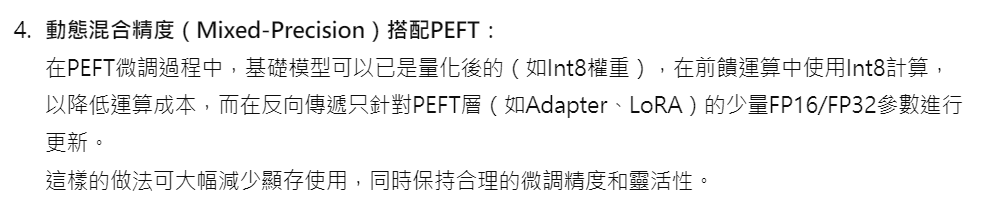 4. 動態混合精度（Mixed-Precision）搭配PEFT：
在PEFT微調過程中，基礎模型可以已是量化後的（如Int8權重），在前饋運算中使用Int8計算，
以降低運算成本，而在反向傳遞只針對PEFT層（如Adapter、LoRA）的少量FP16/FP32參數進行
更新。
這樣的做法可大幅減少顯存使用，同時保持合理的微調精度和靈活性。